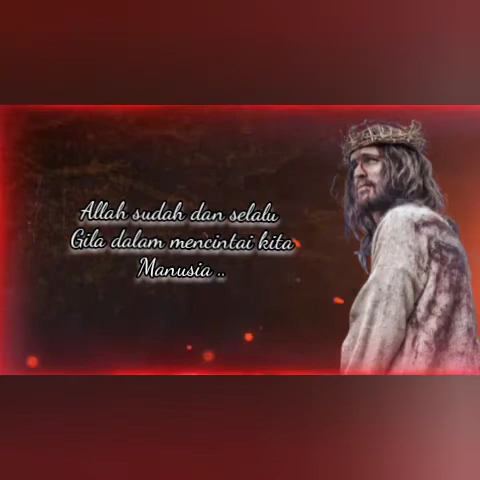 Allah sudah dan selalu
Gila dalam mencintai kita
Manusia ..